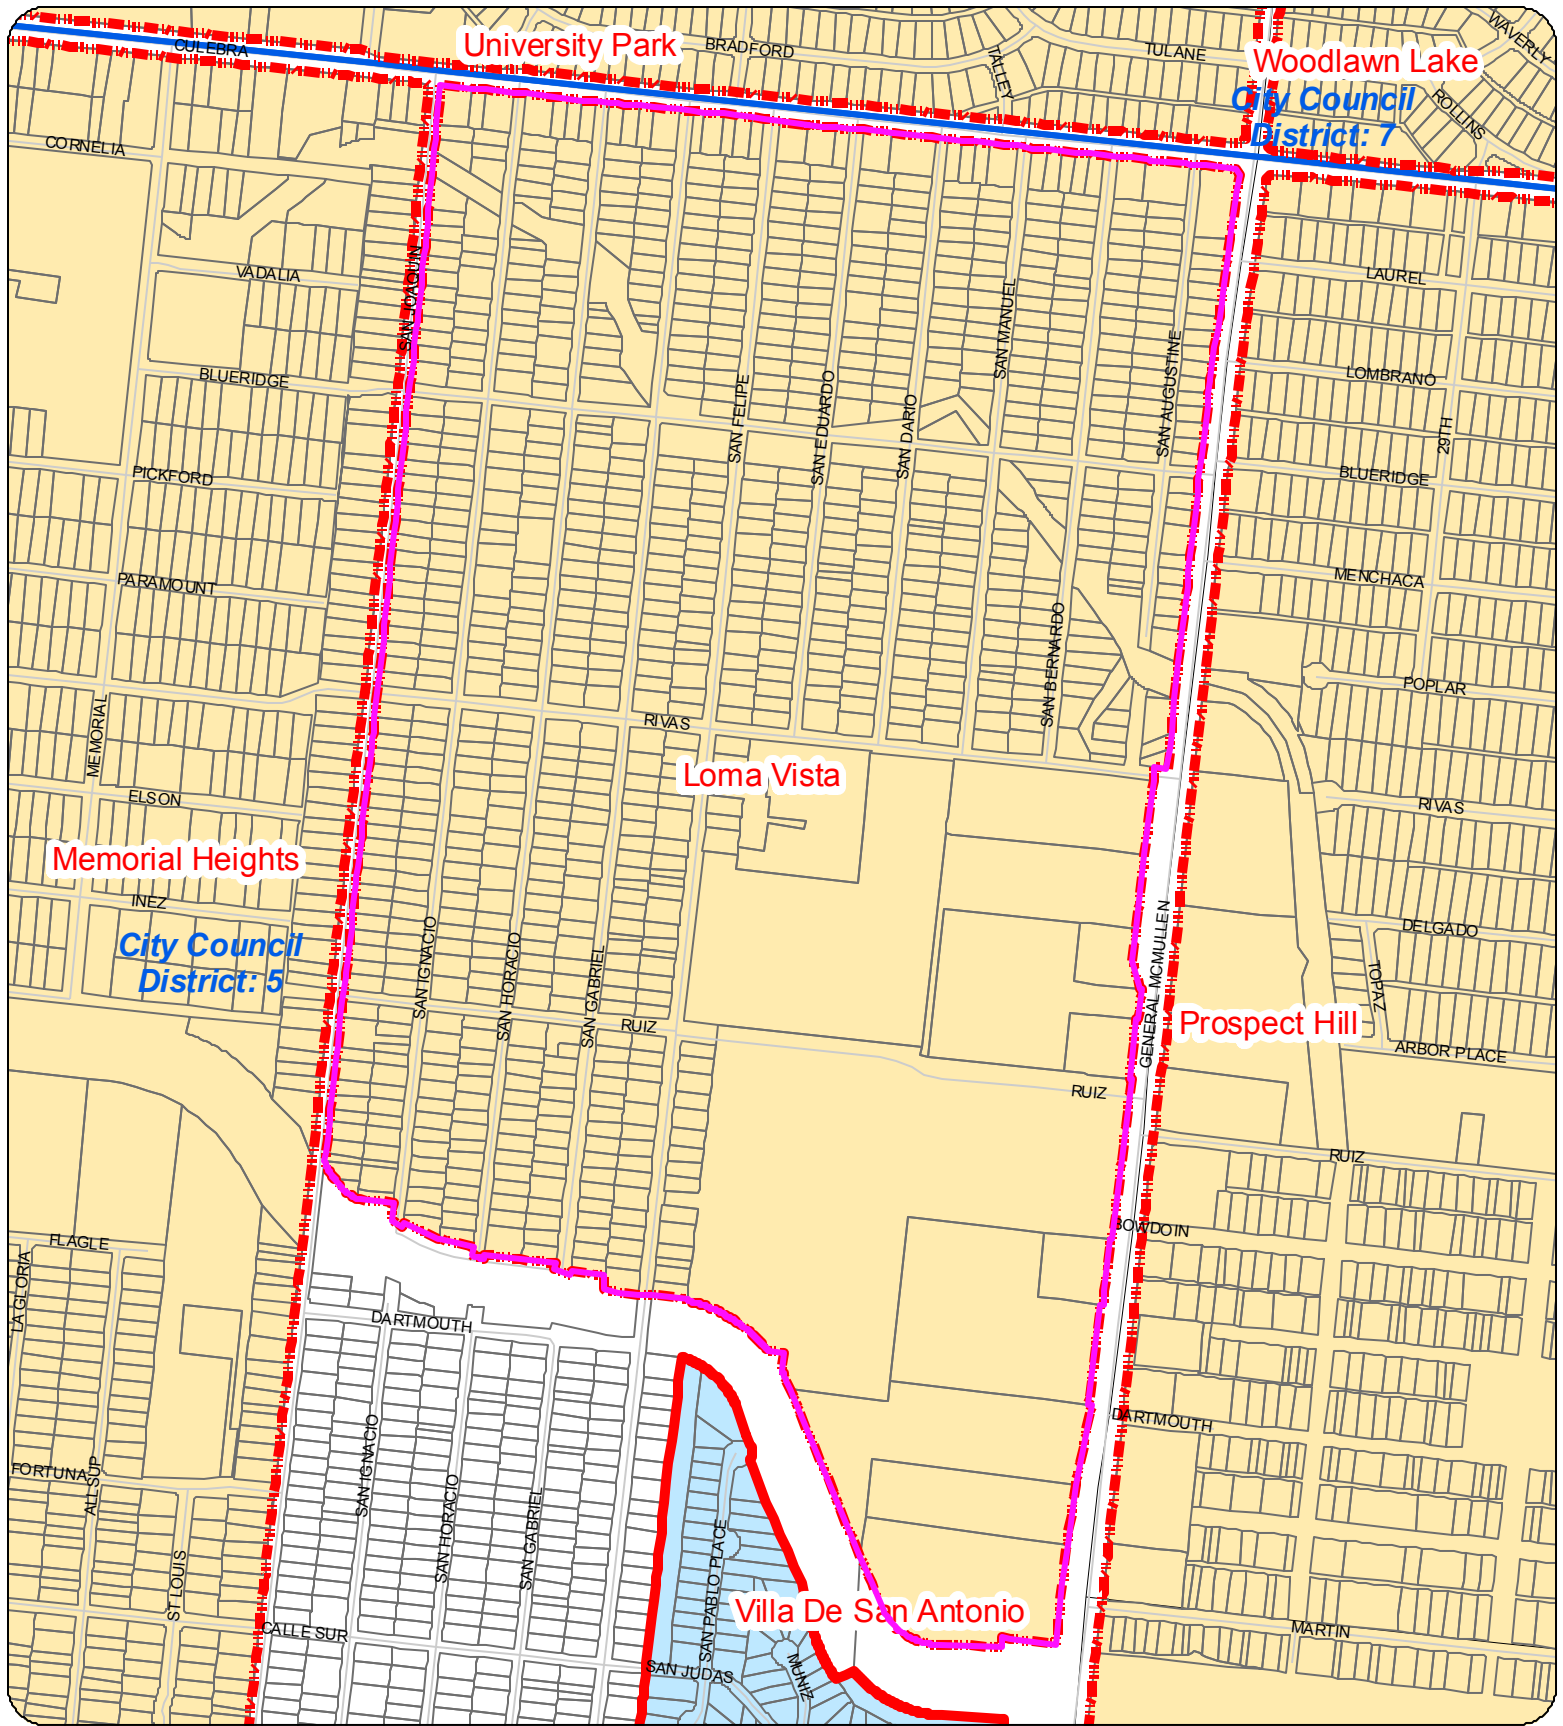 University Park
Woodlawn Lake
City Council
District: 7
CULEBRA
BRADFORD
TALLEY
TULANE
WAVERLY
ROLLINS
CORNELIA
VADALIA
SAN JOAQUIN
LAUREL
SAN MANUEL
SAN AUGUSTINE
BLUERIDGE
SAN FELIPE
SAN EDUARDO
SAN DARIO
LOMBRANO
29TH
PICKFORD
BLUERIDGE
PARAMOUNT
MENCHACA
SAN BERNARDO
MEMORIAL
RIVAS
POPLAR
Loma Vista
ELSON
RIVAS
Memorial Heights
INEZ
City Council
District: 5
SAN IGNACIO
SAN HORACIO
SAN GABRIEL
RUIZ
GENERAL MCMULLEN
DELGADO
TOPAZ
Prospect Hill
ARBOR PLACE
RUIZ
RUIZ
FLAGLE
LA GLORIA
BOWDOIN
DARTMOUTH
DARTMOUTH
SAN IGNACIO
SAN HORACIO
SAN GABRIEL
FORTUNA
ALLSUP
ST LOUIS
SAN PABLO PLACE
Villa De San Antonio
CALLE SUR
SAN JUDAS
MUNIZ
MARTIN